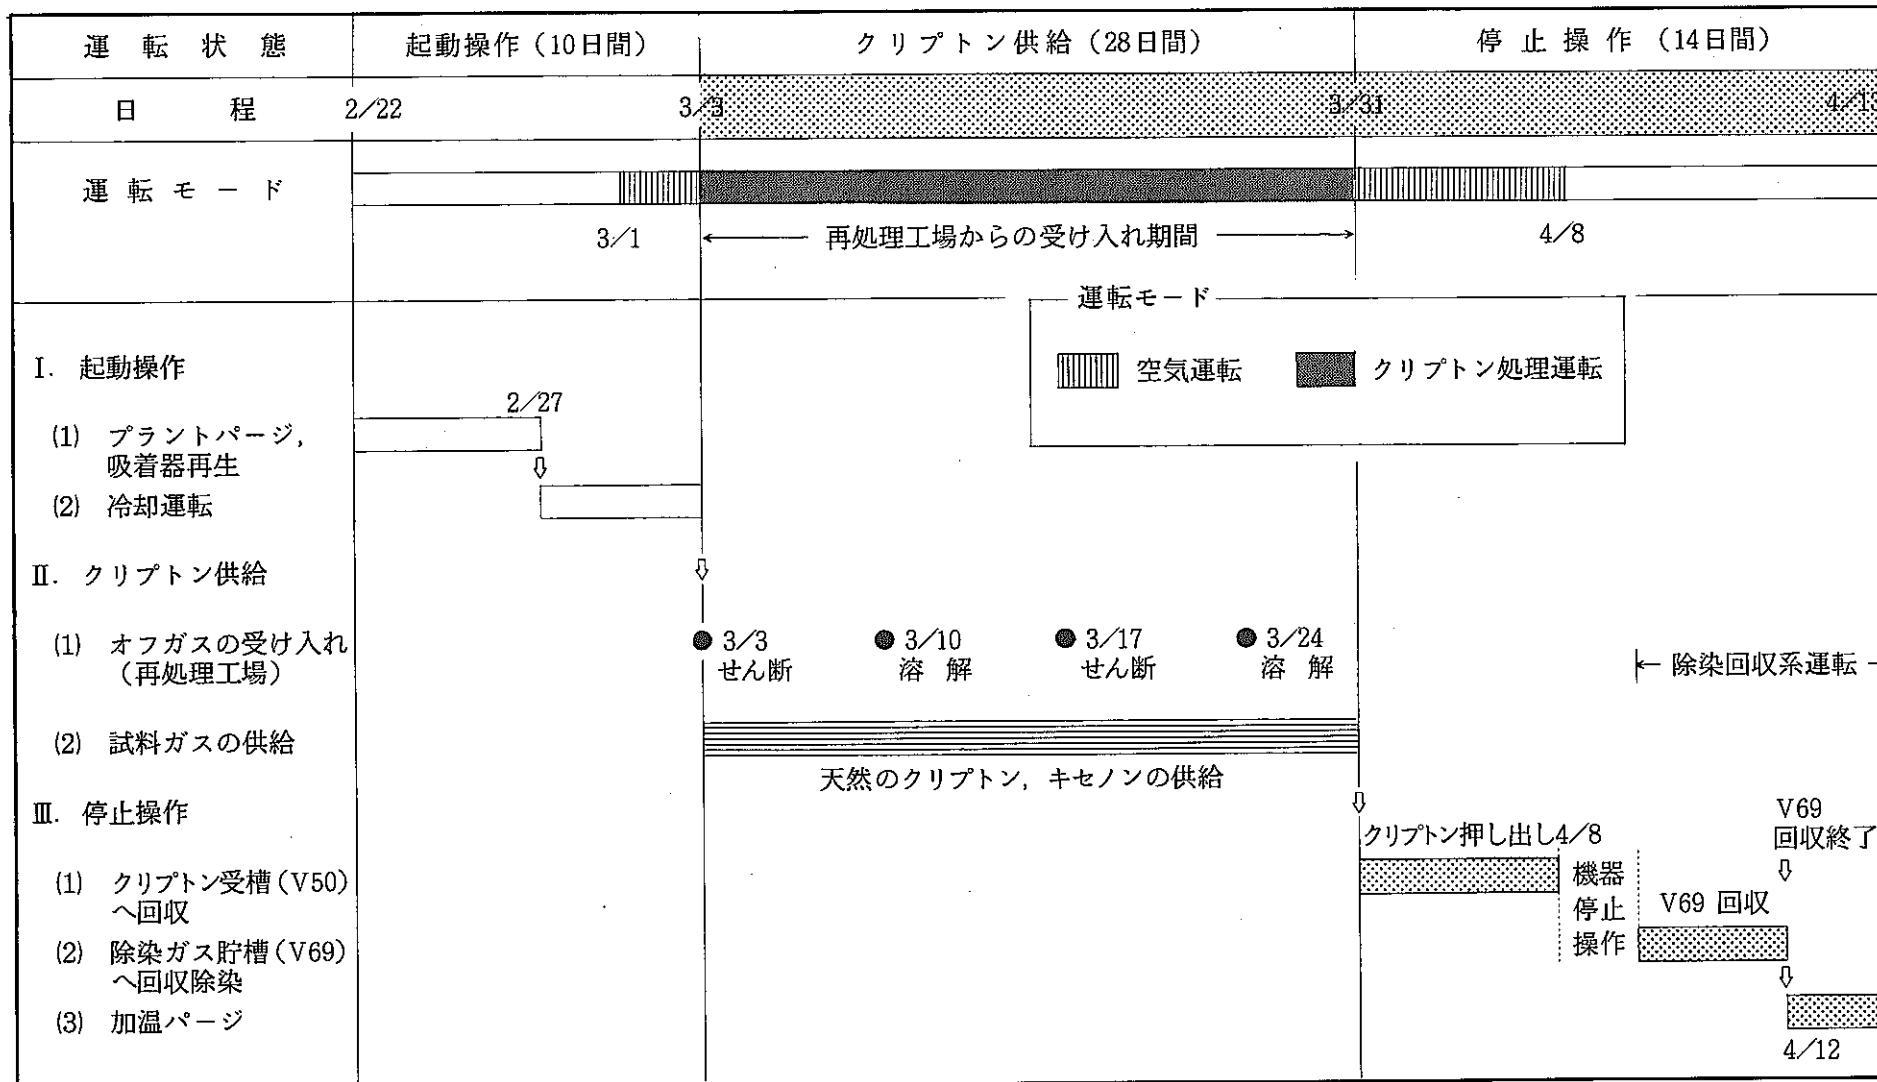 運転状態 起動操作（10日間） クリプトン供給（28日間） 停止操作（14日間）
日程 2/22 3/3 3/31
運転モード
3/1 再処理工場からの受け入れ期間 4/8
運転モード
空気運転 クリプトン処理運転
Ⅰ. 起動操作
2/27
(1) プラントパージ,
吸着器再生
(2) 冷却運転
Ⅱ. クリプトン供給
(1) オフガスの受け入れ
（再処理工場）
3/3
せん断
3/10
溶解
3/17
せん断
3/24
溶解
除染回収系運転
(2) 試料ガスの供給
天然のクリプトン, キセノンの供給
Ⅲ. 停止操作
V69
回収終了
クリプトン押し出し4/8
(1) クリプトン受槽(V50)
へ回収
機器
停止
操作
V69 回収
(2) 除染ガス貯槽(V69)
へ回収除染
(3) 加温パージ
4/12